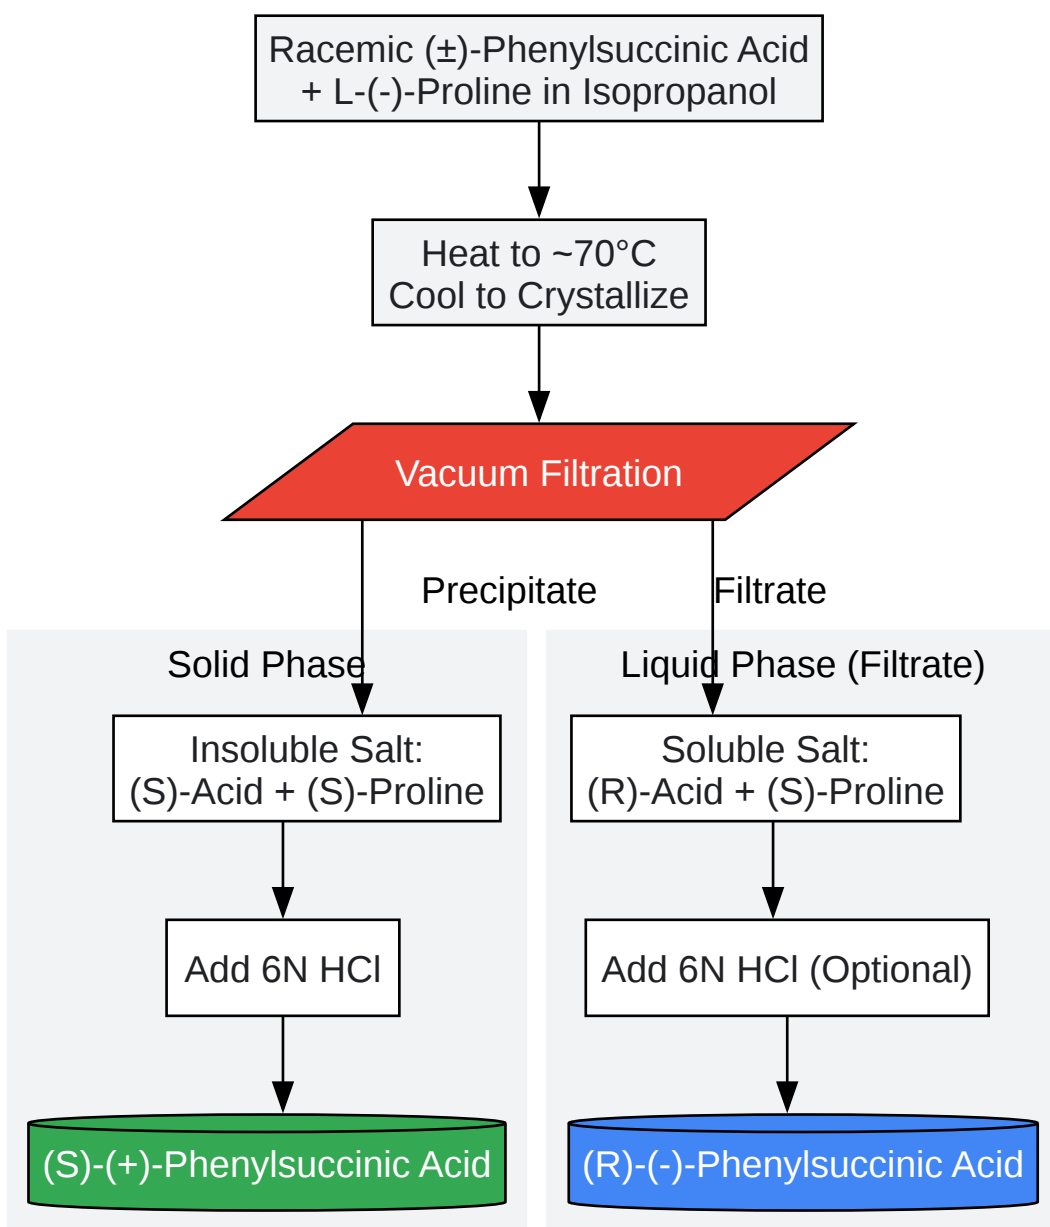 Racemic (±)-Phenylsuccinic Acid
+ L-(-)-Proline in Isopropanol
Heat to ~70°C
Cool to Crystallize
Vacuum Filtration
Precipitate
Filtrate
Solid Phase
Liquid Phase (Filtrate)
Insoluble Salt:
(S)-Acid + (S)-Proline
Soluble Salt:
(R)-Acid + (S)-Proline
Add 6N HCl
Add 6N HCl (Optional)
(S)-(+)-Phenylsuccinic Acid
(R)-(-)-Phenylsuccinic Acid